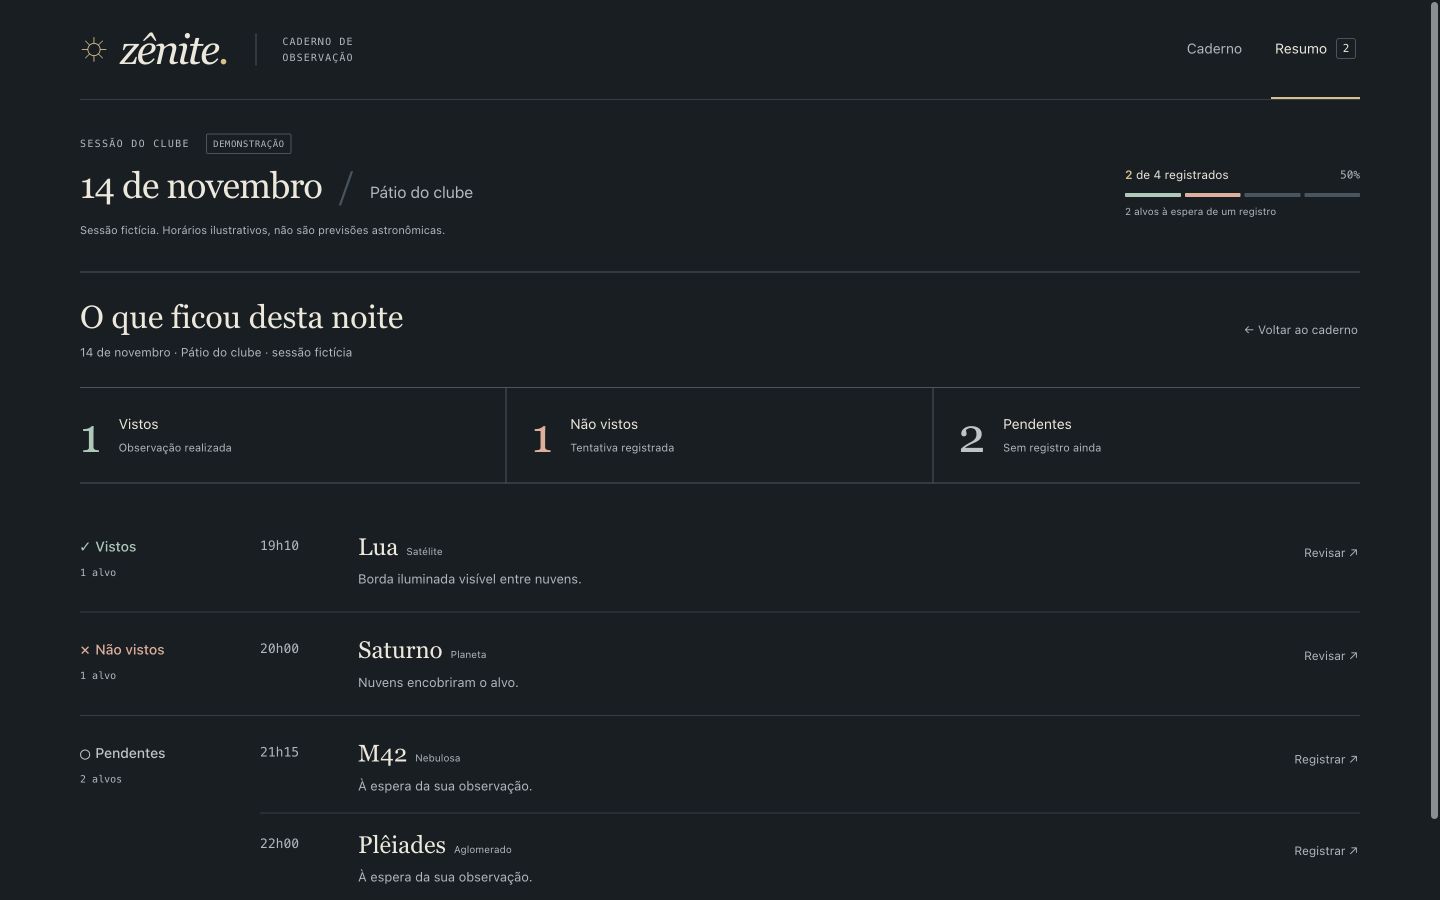 zênite.
CADERNO DE
OBSERVAÇÃO
Caderno
Resumo 2
SESSÃO DO CLUBE DEMONSTRAÇÃO
14 de novembro / Pátio do clube
Sessão fictícia. Horários ilustrativos, não são previsões astronômicas.
2 de 4 registrados 50%
2 alvos à espera de um registro
O que ficou desta noite
14 de novembro · Pátio do clube · sessão fictícia
← Voltar ao caderno
1 Vistos
Observação realizada
1 Não vistos
Tentativa registrada
2 Pendentes
Sem registro ainda
✓ Vistos
1 alvo
19h10
Lua Satélite
Borda iluminada visível entre nuvens.
Revisar ↗
✕ Não vistos
1 alvo
20h00
Saturno Planeta
Nuvens encobriram o alvo.
Revisar ↗
○ Pendentes
2 alvos
21h15
M42 Nebulosa
À espera da sua observação.
Registrar ↗
22h00
Plêiades Aglomerado
À espera da sua observação.
Registrar ↗